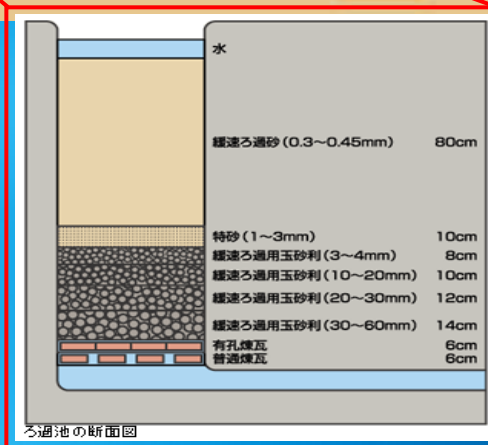 水
緩速ろ過砂(0.3～0.45mm) 80cm
特砂(1～3mm) 10cm
緩速ろ過用玉砂利(3～4mm) 8cm
緩速ろ過用玉砂利(10～20mm) 10cm
緩速ろ過用玉砂利(20～30mm) 12cm
緩速ろ過用玉砂利(30～60mm) 14cm
有孔煉瓦 6cm
普通煉瓦 6cm
ろ過池の断面図